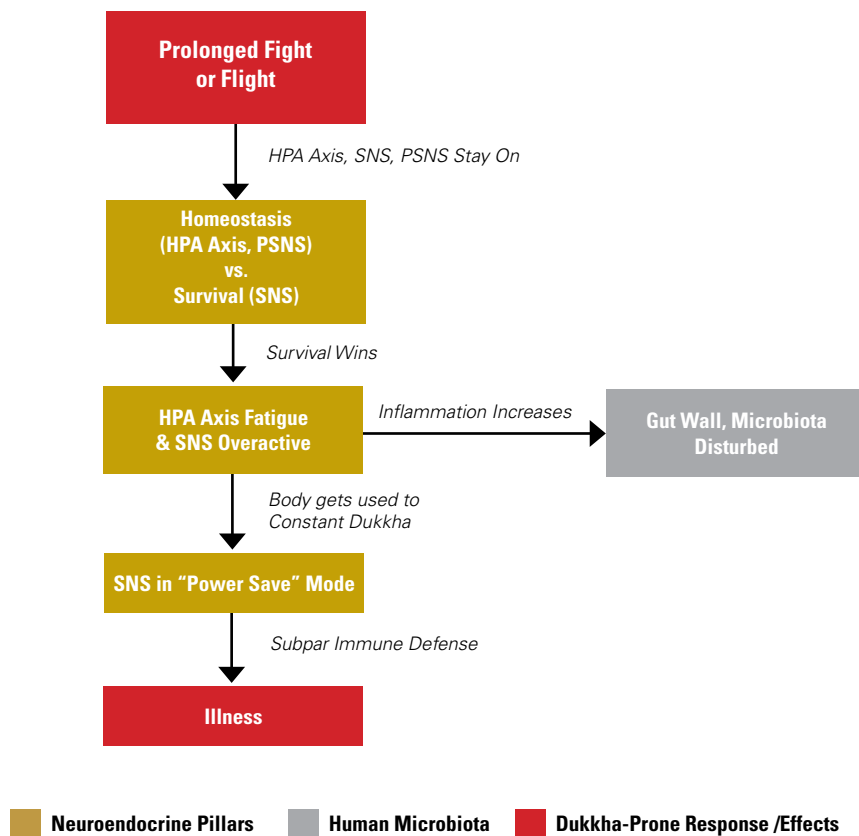 Prolonged Fight
or Flight
HPA Axis, SNS, PSNS Stay On
Homeostasis
(HPA Axis, PSNS)
vs.
Survival (SNS)
Survival Wins
HPA Axis Fatigue
& SNS Overactive
Inflammation Increases
Gut Wall, Microbiota
Disturbed
Body gets used to
Constant Dukkha
SNS in “Power Save” Mode
Subpar Immune Defense
Illness
Neuroendocrine Pillars
Human Microbiota
Dukkha-Prone Response /Effects